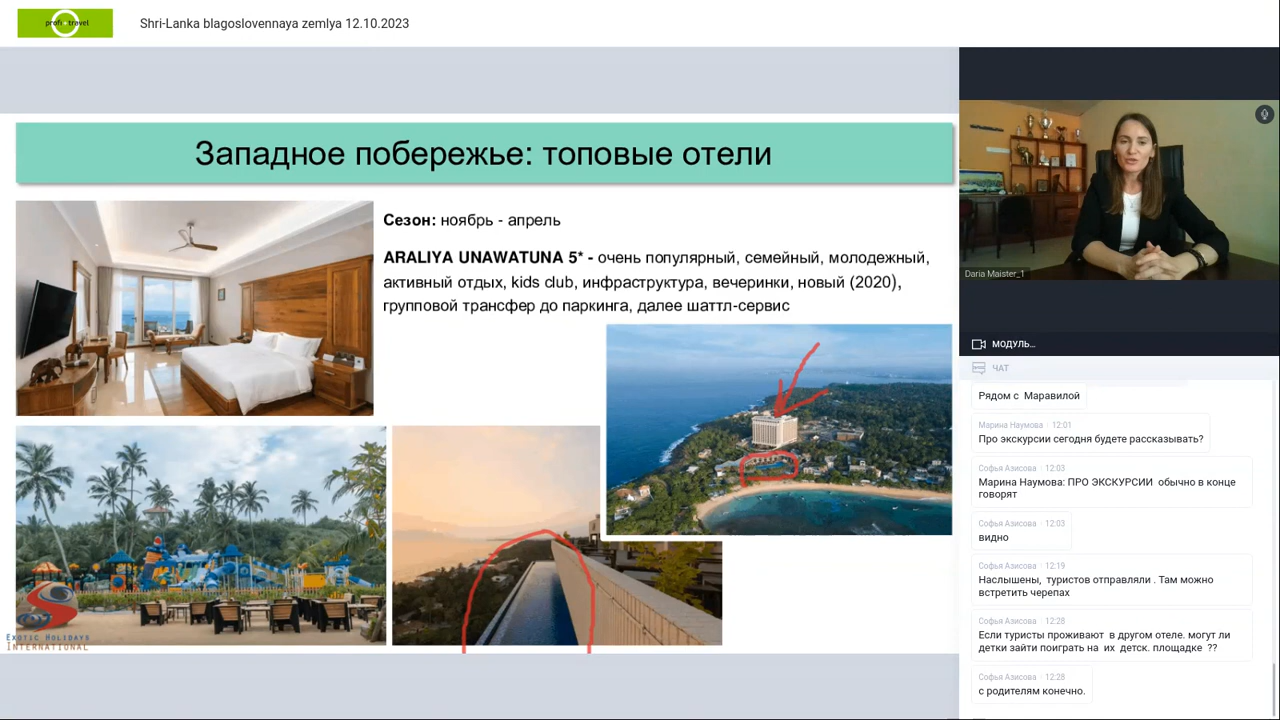 profi travel
Shri-Lanka blagoslovennaya zemlya 12.10.2023
Западное побережье: топовые отели
Сезон: ноябрь - апрель
ARALIYA UNAWATUNA 5* - очень популярный, семейный, молодежный,
активный отдых, kids club, инфраструктура, вечеринки, новый (2020),
групповой трансфер до паркинга, далее шаттл-сервис
EXOTIC HOLIDAYS
INTERNATIONAL
Daria Maister_1
МОДУЛЬ...
ЧАТ
Рядом с Маравилой
Марина Наумова · 12:01
Про экскурсии сегодня будете рассказывать?
Софья Азисова · 12:03
Марина Наумова: ПРО ЭКСКУРСИИ обычно в конце
говорят
Софья Азисова · 12:03
видно
Софья Азисова · 12:19
Наслышены, туристов отправляли . Там можно
встретить черепах
Софья Азисова · 12:28
Если туристы проживают в другом отеле. могут ли
детки зайти поиграть на их детск. площадке ??
Софья Азисова · 12:28
с родителям конечно.